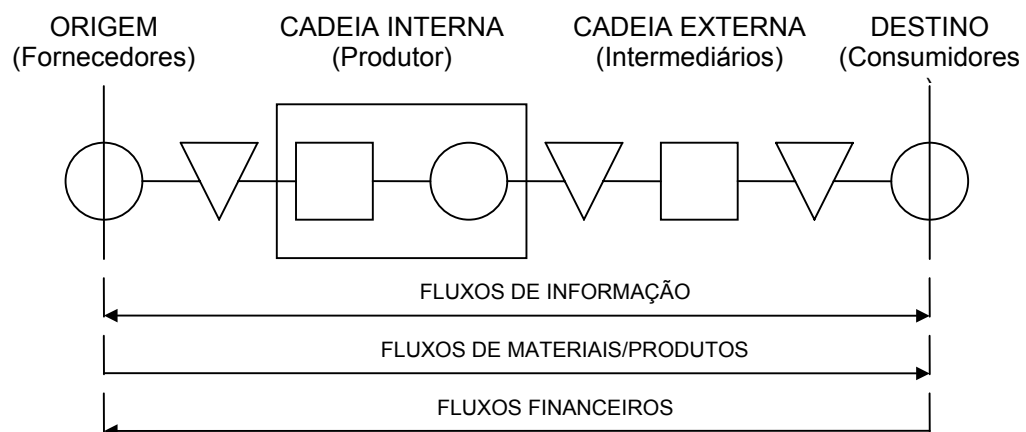 ORIGEM
(Fornecedores)
CADEIA INTERNA
(Produtor)
CADEIA EXTERNA
(Intermediários)
DESTINO
(Consumidores
FLUXOS DE INFORMAÇÃO
FLUXOS DE MATERIAIS/PRODUTOS
FLUXOS FINANCEIROS